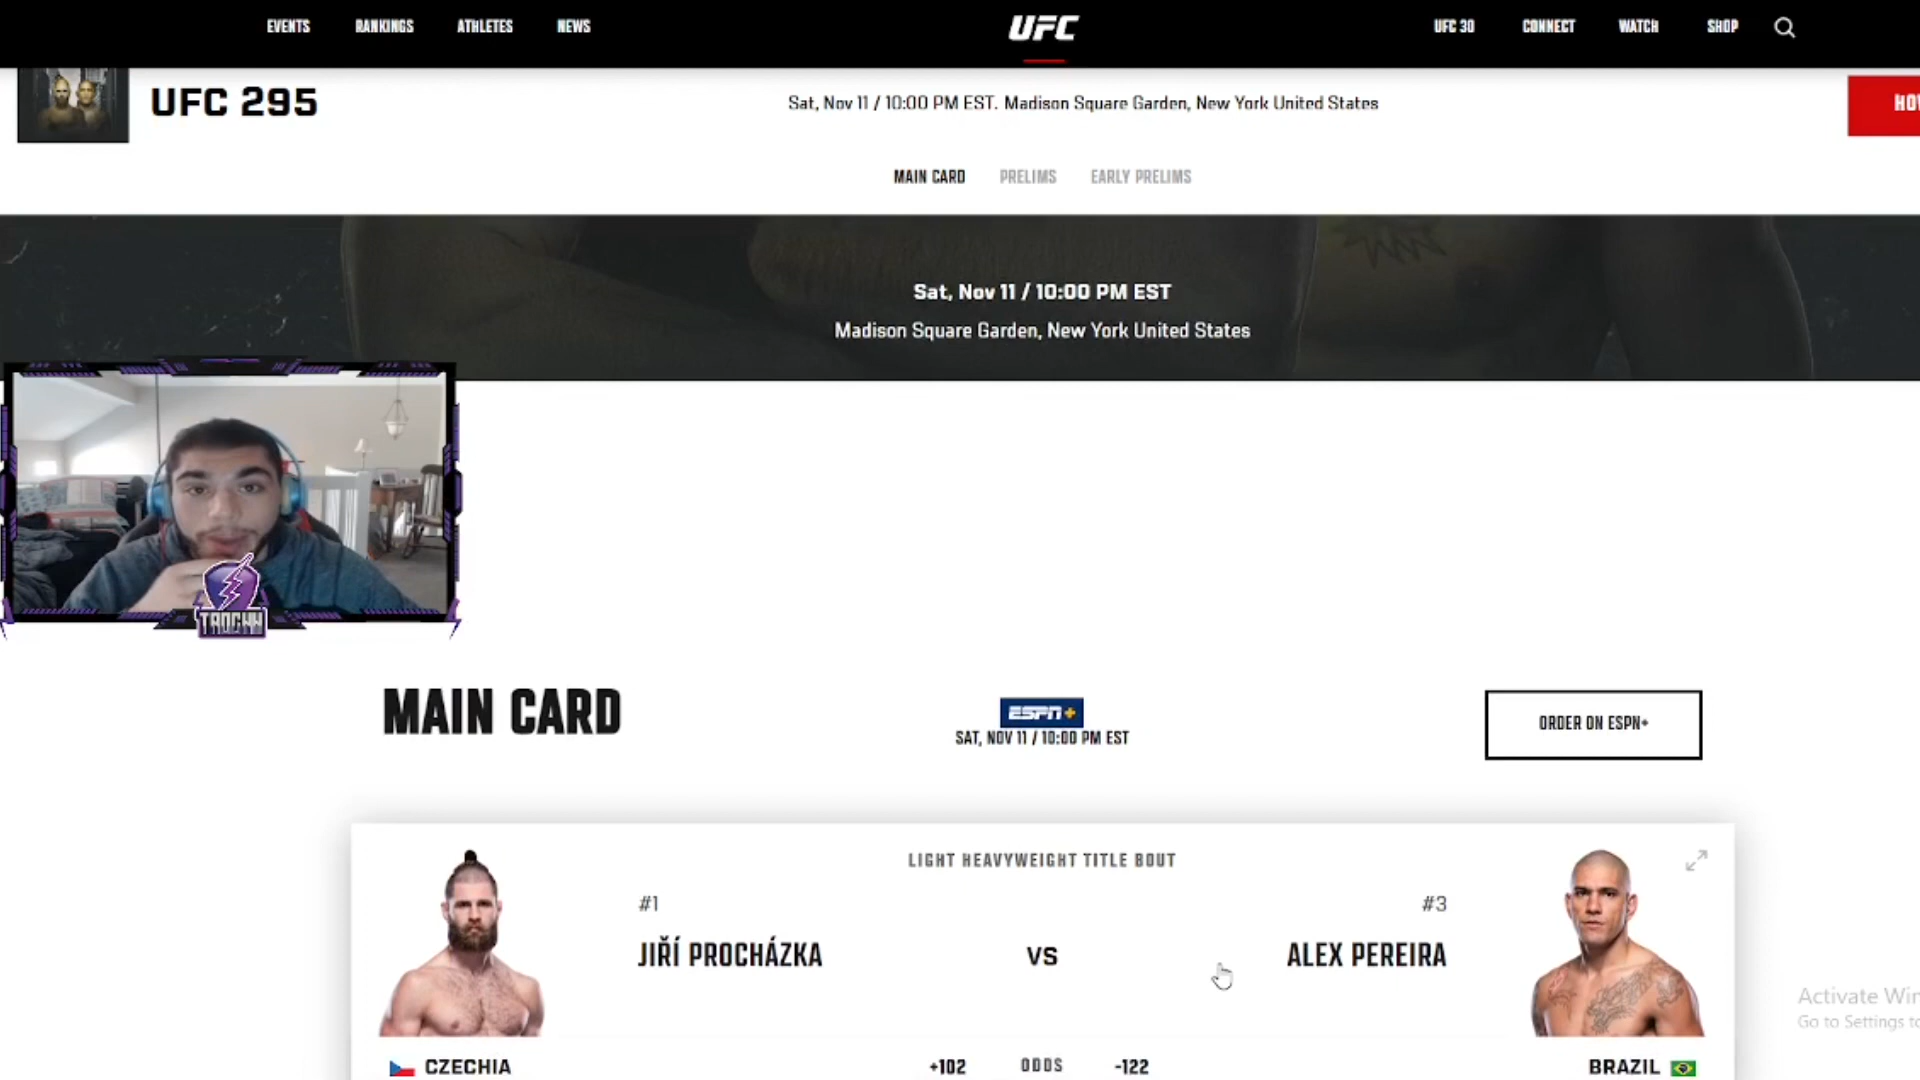 EVENTS RANKINGS ATHLETES NEWS UFC UFC 30 CONNECT WATCH SHOP
UFC 295
Sat, Nov 11 / 10:00 PM EST. Madison Square Garden, New York United States
MAIN CARD PRELIMS EARLY PRELIMS
Sat, Nov 11 / 10:00 PM EST
Madison Square Garden, New York United States
MAIN CARD
ESPN+
SAT, NOV 11 / 10:00 PM EST
ORDER ON ESPN+
LIGHT HEAVYWEIGHT TITLE BOUT
#1 #3
JIŘÍ PROCHÁZKA VS ALEX PEREIRA
Activate Win
Go to Settings to
CZECHIA +102 ODDS -122 BRAZIL